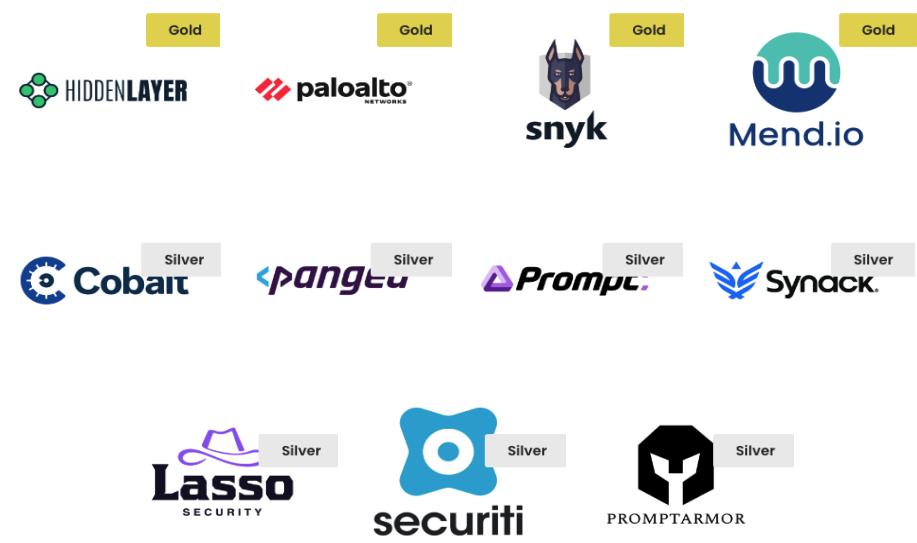 Gold
HIDDENLAYER
Gold
paloalto®
NETWORKS
Gold
snyk
Gold
Mend.io
Silver
Cobalt
Silver
pangea
Silver
Prompt:
Silver
Synack.
Silver
Lasso
SECURITY
Silver
securiti
Silver
PROMPTARMOR